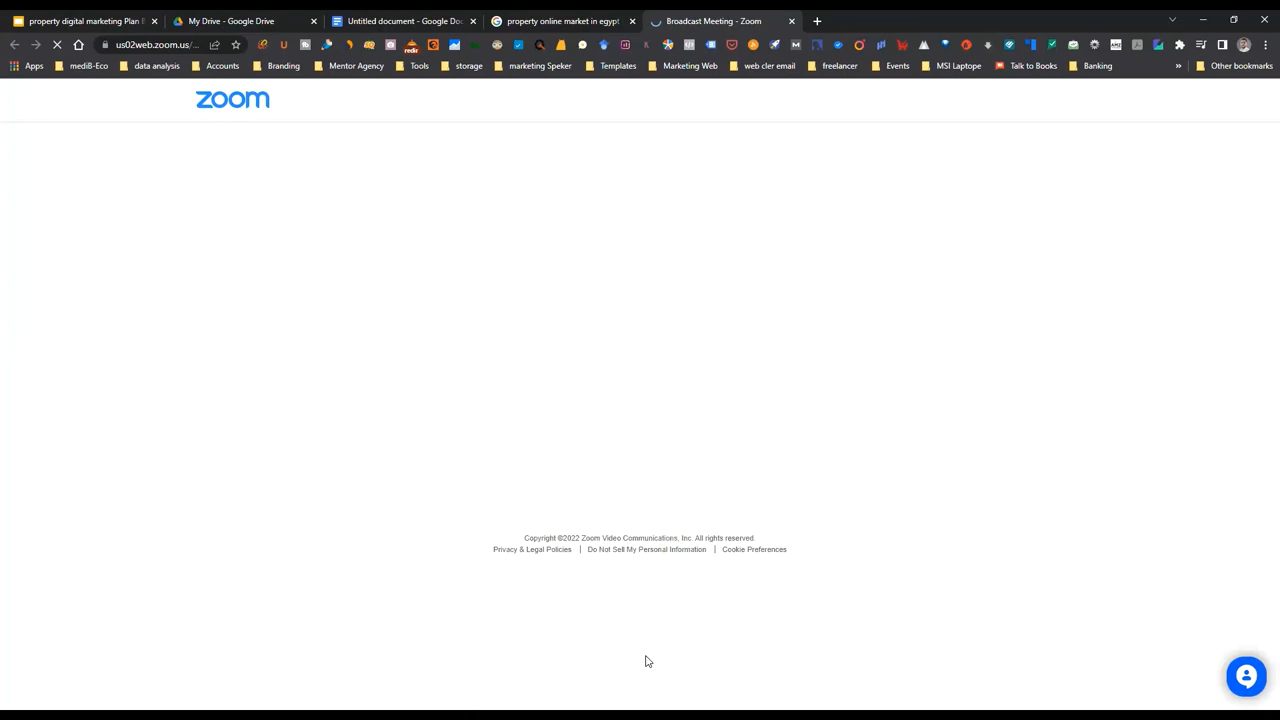 property digital marketing Plan
My Drive - Google Drive
Untitled document - Google Doc
property online market in egypt
Broadcast Meeting - Zoom
us02web.zoom.us/...
redir
Apps
mediB-Eco
data analysis
Accounts
Branding
Mentor Agency
Tools
storage
marketing Speker
Templates
Marketing Web
web cler email
freelancer
Events
MSI Laptope
Talk to Books
Banking
»
Other bookmarks
zoom
Copyright ©2022 Zoom Video Communications, Inc. All rights reserved.
Privacy & Legal Policies | Do Not Sell My Personal Information | Cookie Preferences